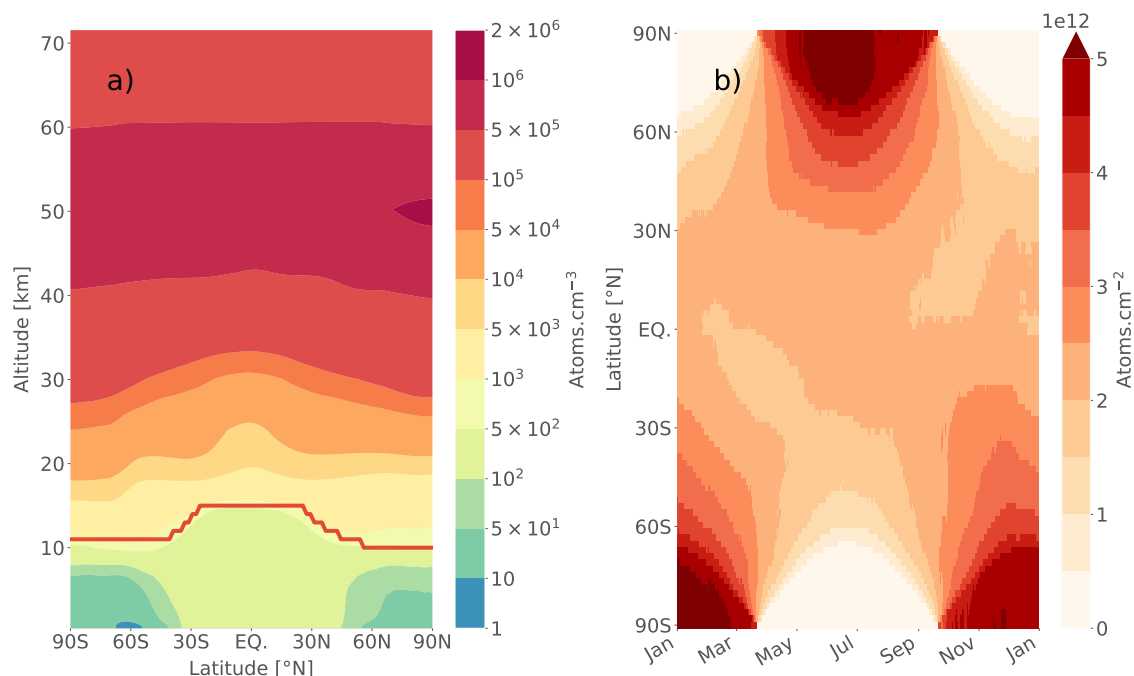 a)
70
60
50
40
30
20
10
Altitude [km]
90S 60S 30S EQ. 30N 60N 90N
Latitude [°N]
2 × 10⁶
10⁶
5 × 10⁵
10⁵
5 × 10⁴
10⁴
5 × 10³
10³
5 × 10²
10²
5 × 10¹
10
1
Atoms.cm⁻³
b)
90N
60N
30N
EQ.
30S
60S
90S
Latitude [°N]
Jan Mar May Jul Sep Nov Jan
1e12
5
4
3
2
1
0
Atoms.cm⁻²